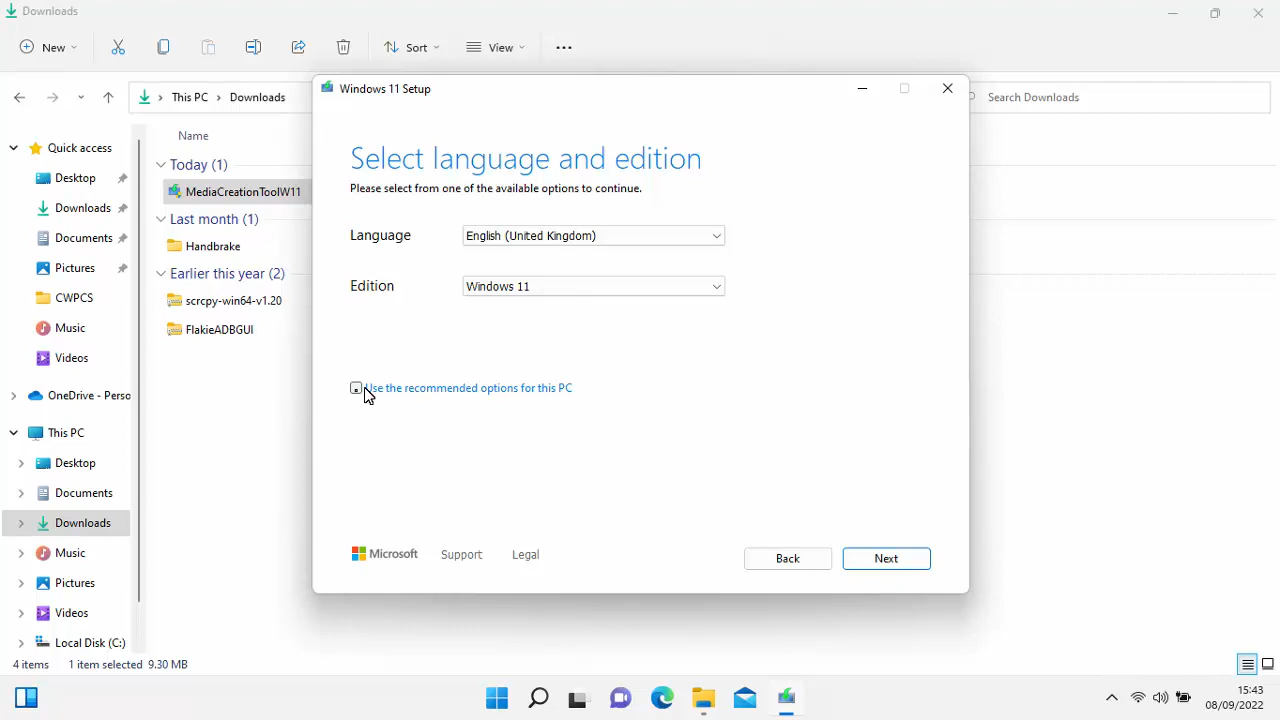 Downloads
New
Sort
View
This PC
Downloads
Search Downloads
Quick access
Desktop
Downloads
Documents
Pictures
CWPCS
Music
Videos
OneDrive - Perso
This PC
Desktop
Documents
Downloads
Music
Pictures
Videos
Local Disk (C:)
Name
Today (1)
MediaCreationToolW11
Last month (1)
Handbrake
Earlier this year (2)
scrcpy-win64-v1.20
FlakieADBGUI
Windows 11 Setup
Select language and edition
Please select from one of the available options to continue.
Language
English (United Kingdom)
Edition
Windows 11
Use the recommended options for this PC
Microsoft
Support
Legal
Back
Next
4 items
1 item selected 9.30 MB
15:43
08/09/2022